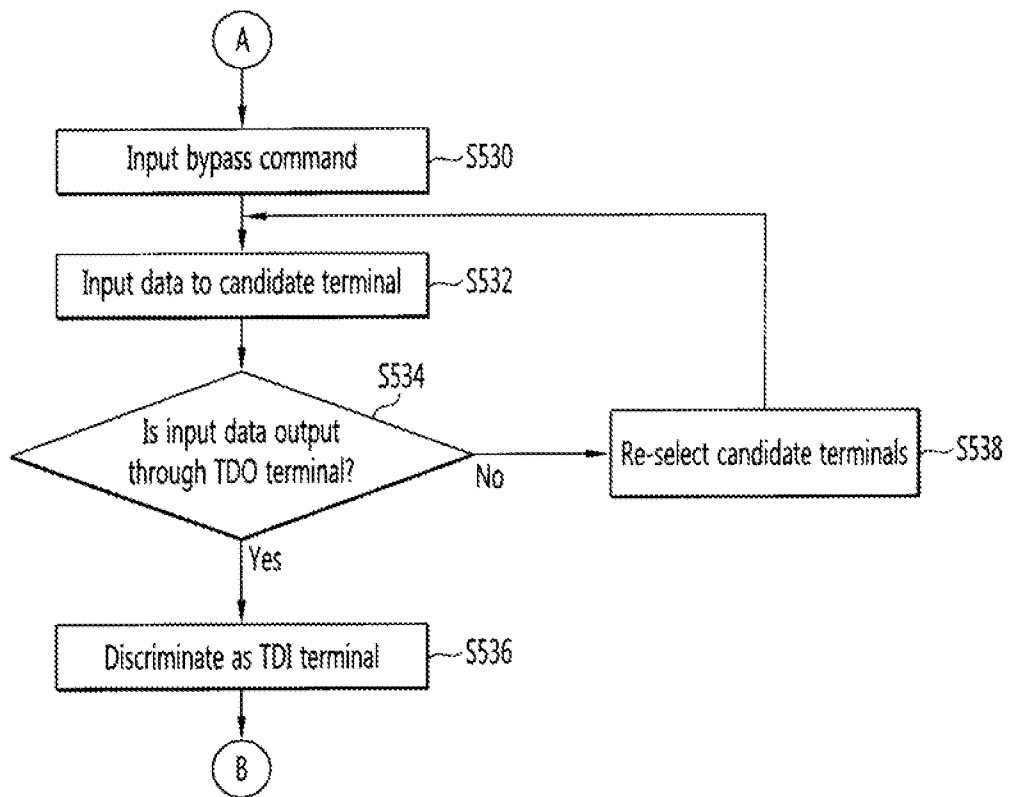 A
Input bypass command
S530
Input data to candidate terminal
S532
S534
Is input data output
through TDO terminal?
No
Re-select candidate terminals
S538
Yes
Discriminate as TDI terminal
S536
B